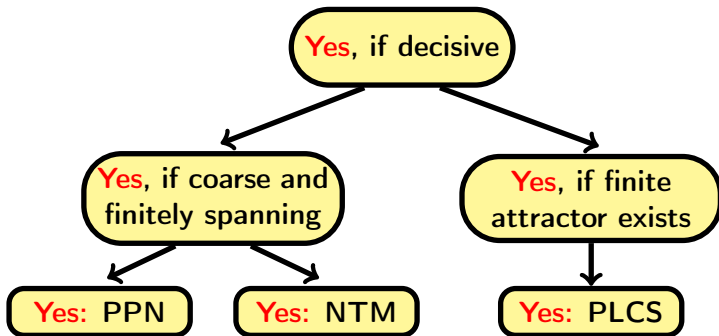 Yes, if decisive
Yes, if coarse and
finitely spanning
Yes, if finite
attractor exists
Yes: PPN
Yes: NTM
Yes: PLCS